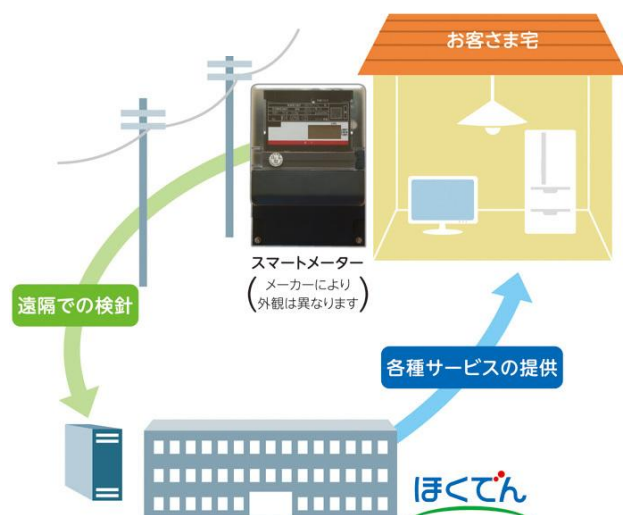 お客さま宅
スマートメーター
(メーカーにより
外観は異なります)
遠隔での検針
各種サービスの提供
ほくでん